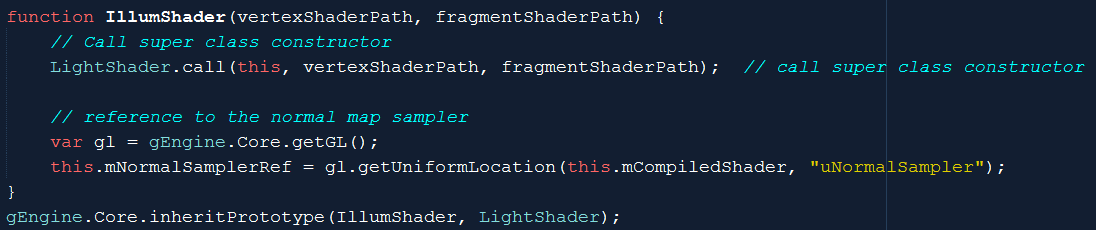 function IllumShader(vertexShaderPath, fragmentShaderPath) {
    // Call super class constructor
    LightShader.call(this, vertexShaderPath, fragmentShaderPath);  // call super class constructor

    // reference to the normal map sampler
    var gl = gEngine.Core.getGL();
    this.mNormalSamplerRef = gl.getUniformLocation(this.mCompiledShader, "uNormalSampler");
}
gEngine.Core.inheritPrototype(IllumShader, LightShader);